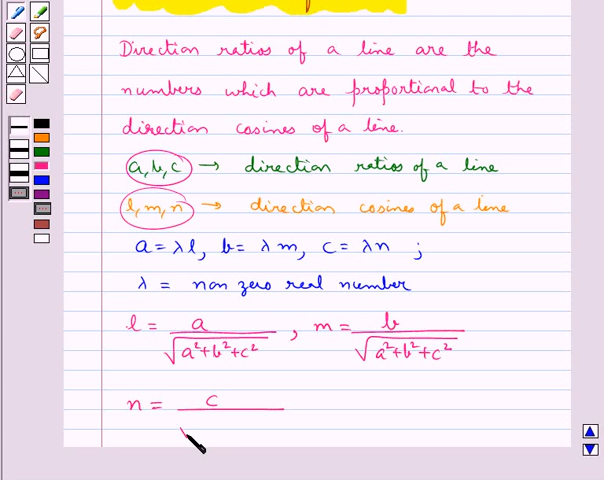 Direction ratios of a line are the
numbers which are proportional to the
direction cosines of a line.
a, b, c → direction ratios of a line
l, m, n → direction cosines of a line
a = λl, b = λm, c = λn ;
λ = non zero real number
l = a / √(a²+b²+c²) , m = b / √(a²+b²+c²)
n = c